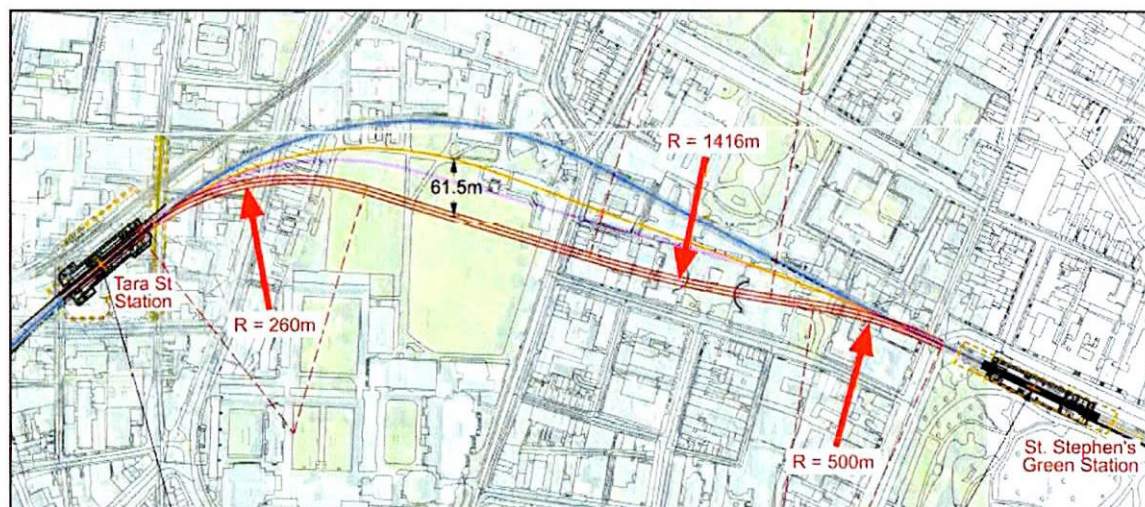 R = 1416m
61.5m
Tara St
Station
R = 260m
R = 500m
St. Stephen's
Green Station